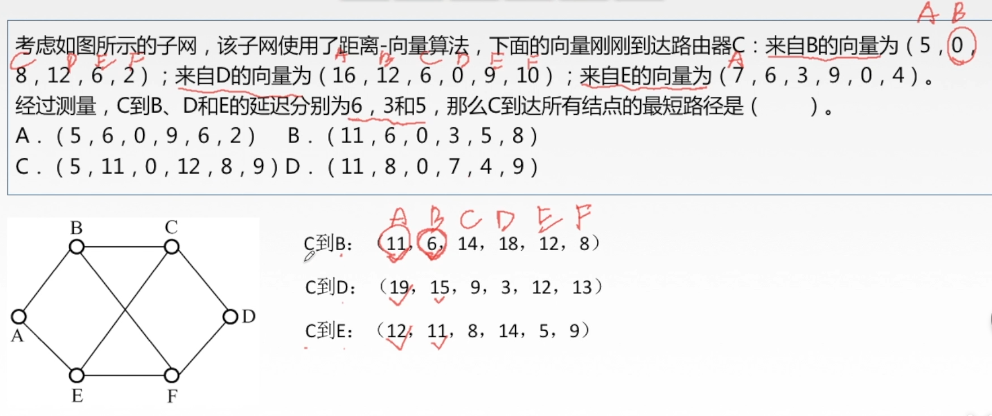 A B
考虑如图所示的子网，该子网使用了距离-向量算法，下面的向量刚刚到达路由器C：来自B的向量为（5，0，
C D E F A B C D E F A
8，12，6，2）；来自D的向量为（16，12，6，0，9，10）；来自E的向量为（7，6，3，9，0，4）。
经过测量，C到B、D和E的延迟分别为6，3和5，那么C到达所有结点的最短路径是（　　）。
A．（5，6，0，9，6，2） B．（11，6，0，3，5，8）
C．（5，11，0，12，8，9）D．（11，8，0，7，4，9）
A B C D E F
C到B：（11，6，14，18，12，8）
C到D：（19，15，9，3，12，13）
C到E：（12，11，8，14，5，9）
B C
A D
E F